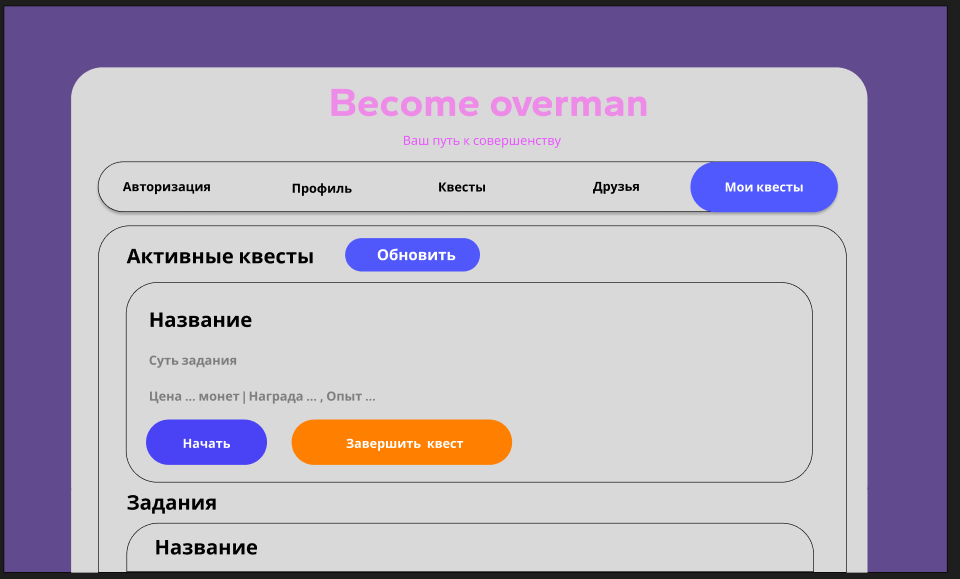 Become overman
Ваш путь к совершенству
Авторизация Профиль Квесты Друзья Мои квесты
Активные квесты Обновить
Название
Суть задания
Цена ... монет | Награда ... , Опыт ...
Начать Завершить квест
Задания
Название